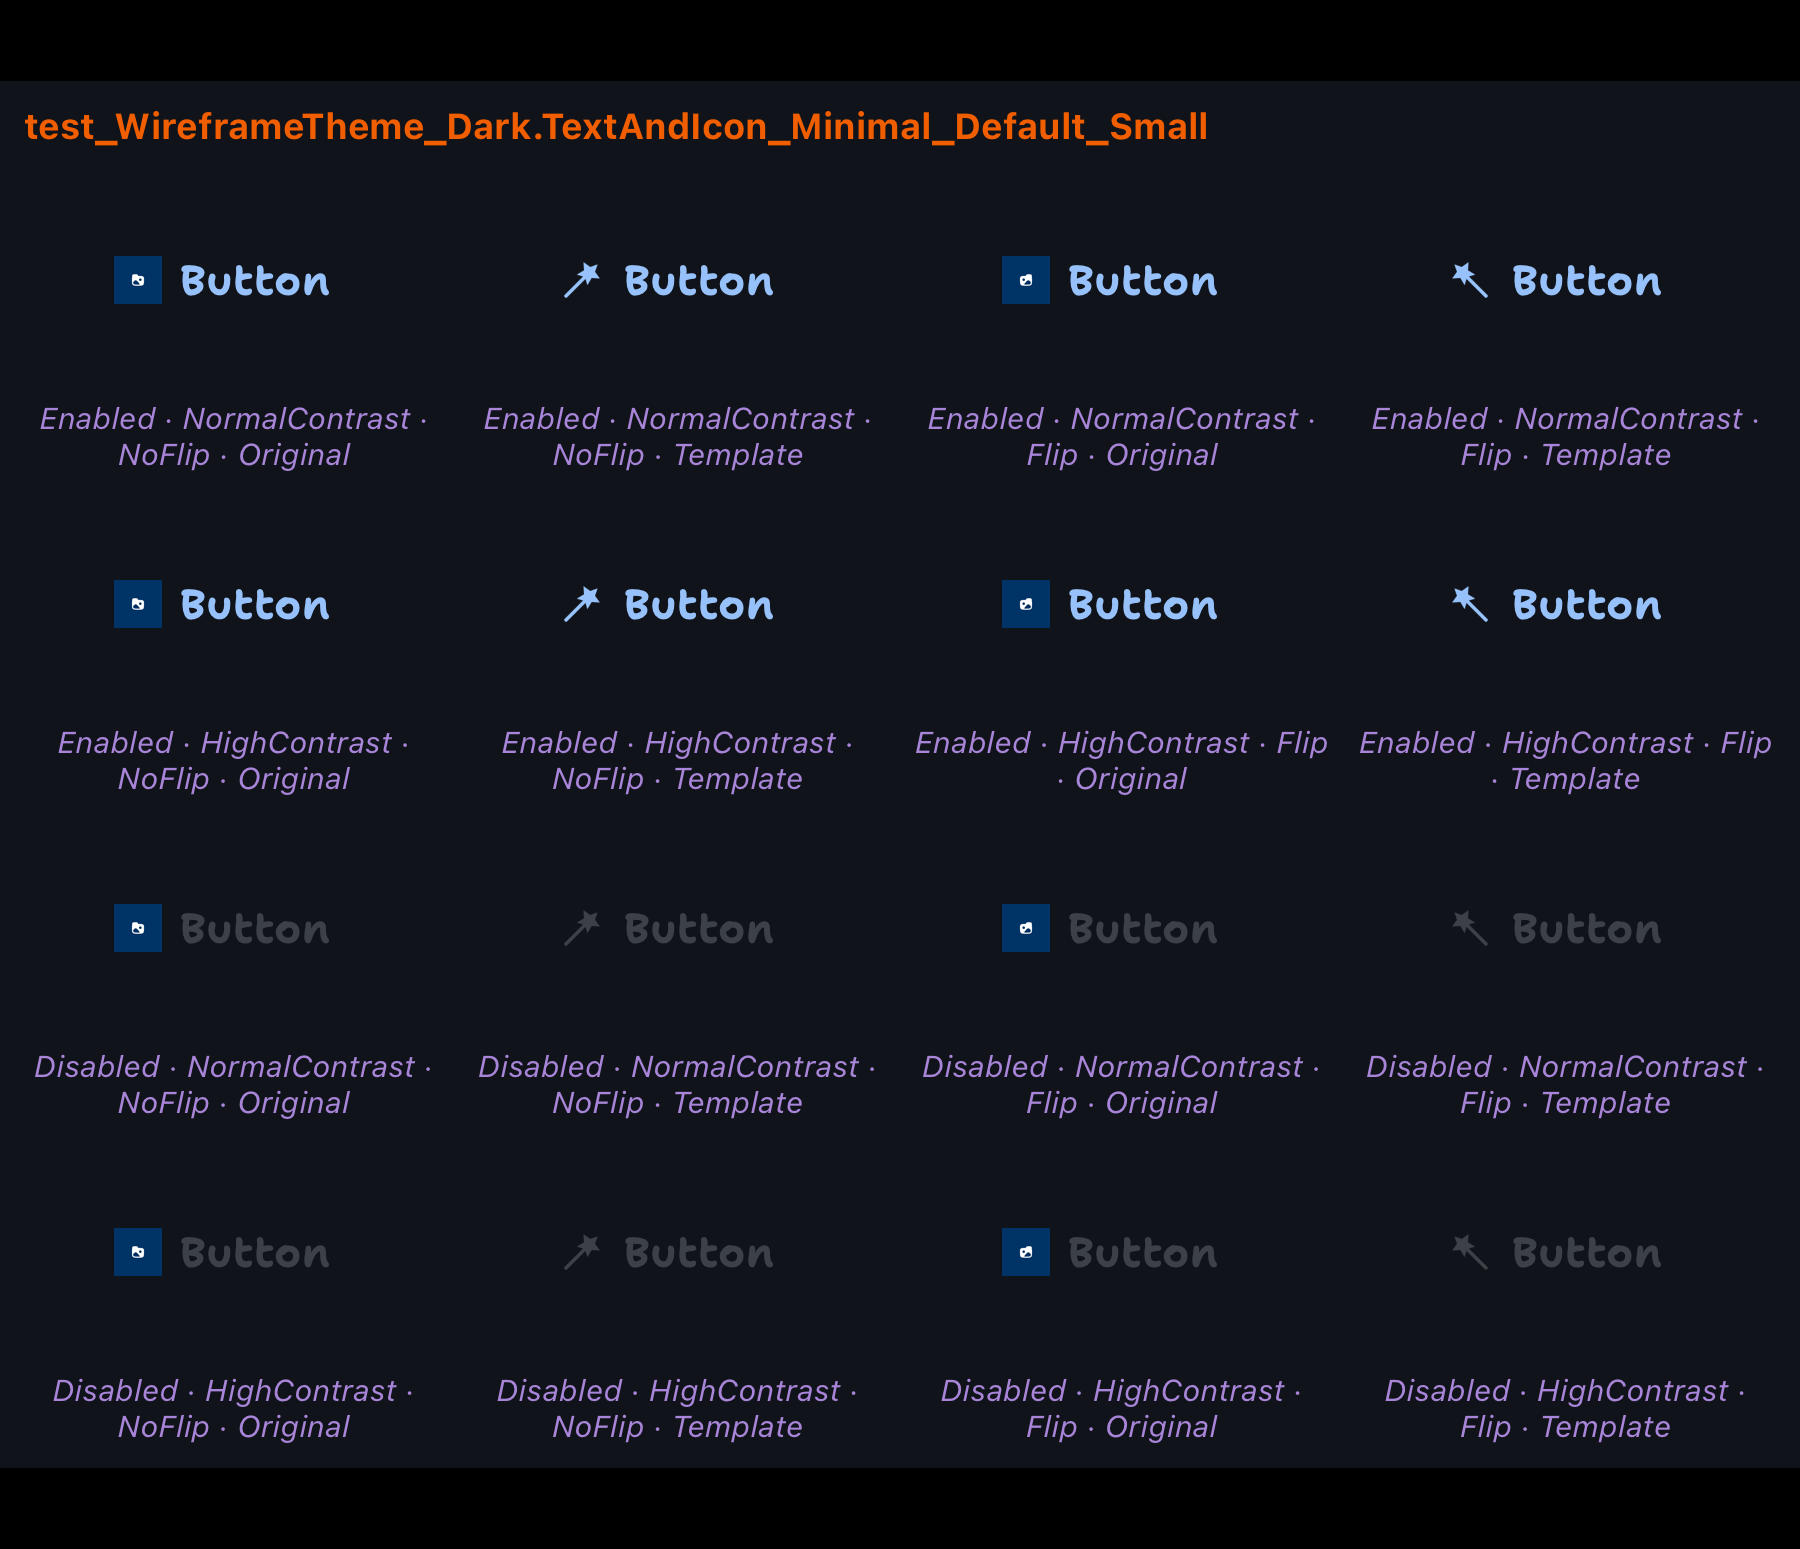 test_WireframeTheme_Dark.TextAndIcon_Minimal_Default_Small
Button Button Button Button
Enabled · NormalContrast · Enabled · NormalContrast · Enabled · NormalContrast · Enabled · NormalContrast ·
NoFlip · Original NoFlip · Template Flip · Original Flip · Template
Button Button Button Button
Enabled · HighContrast · Enabled · HighContrast · Enabled · HighContrast · Flip Enabled · HighContrast · Flip
NoFlip · Original NoFlip · Template · Original · Template
Button Button Button Button
Disabled · NormalContrast · Disabled · NormalContrast · Disabled · NormalContrast · Disabled · NormalContrast ·
NoFlip · Original NoFlip · Template Flip · Original Flip · Template
Button Button Button Button
Disabled · HighContrast · Disabled · HighContrast · Disabled · HighContrast · Disabled · HighContrast ·
NoFlip · Original NoFlip · Template Flip · Original Flip · Template